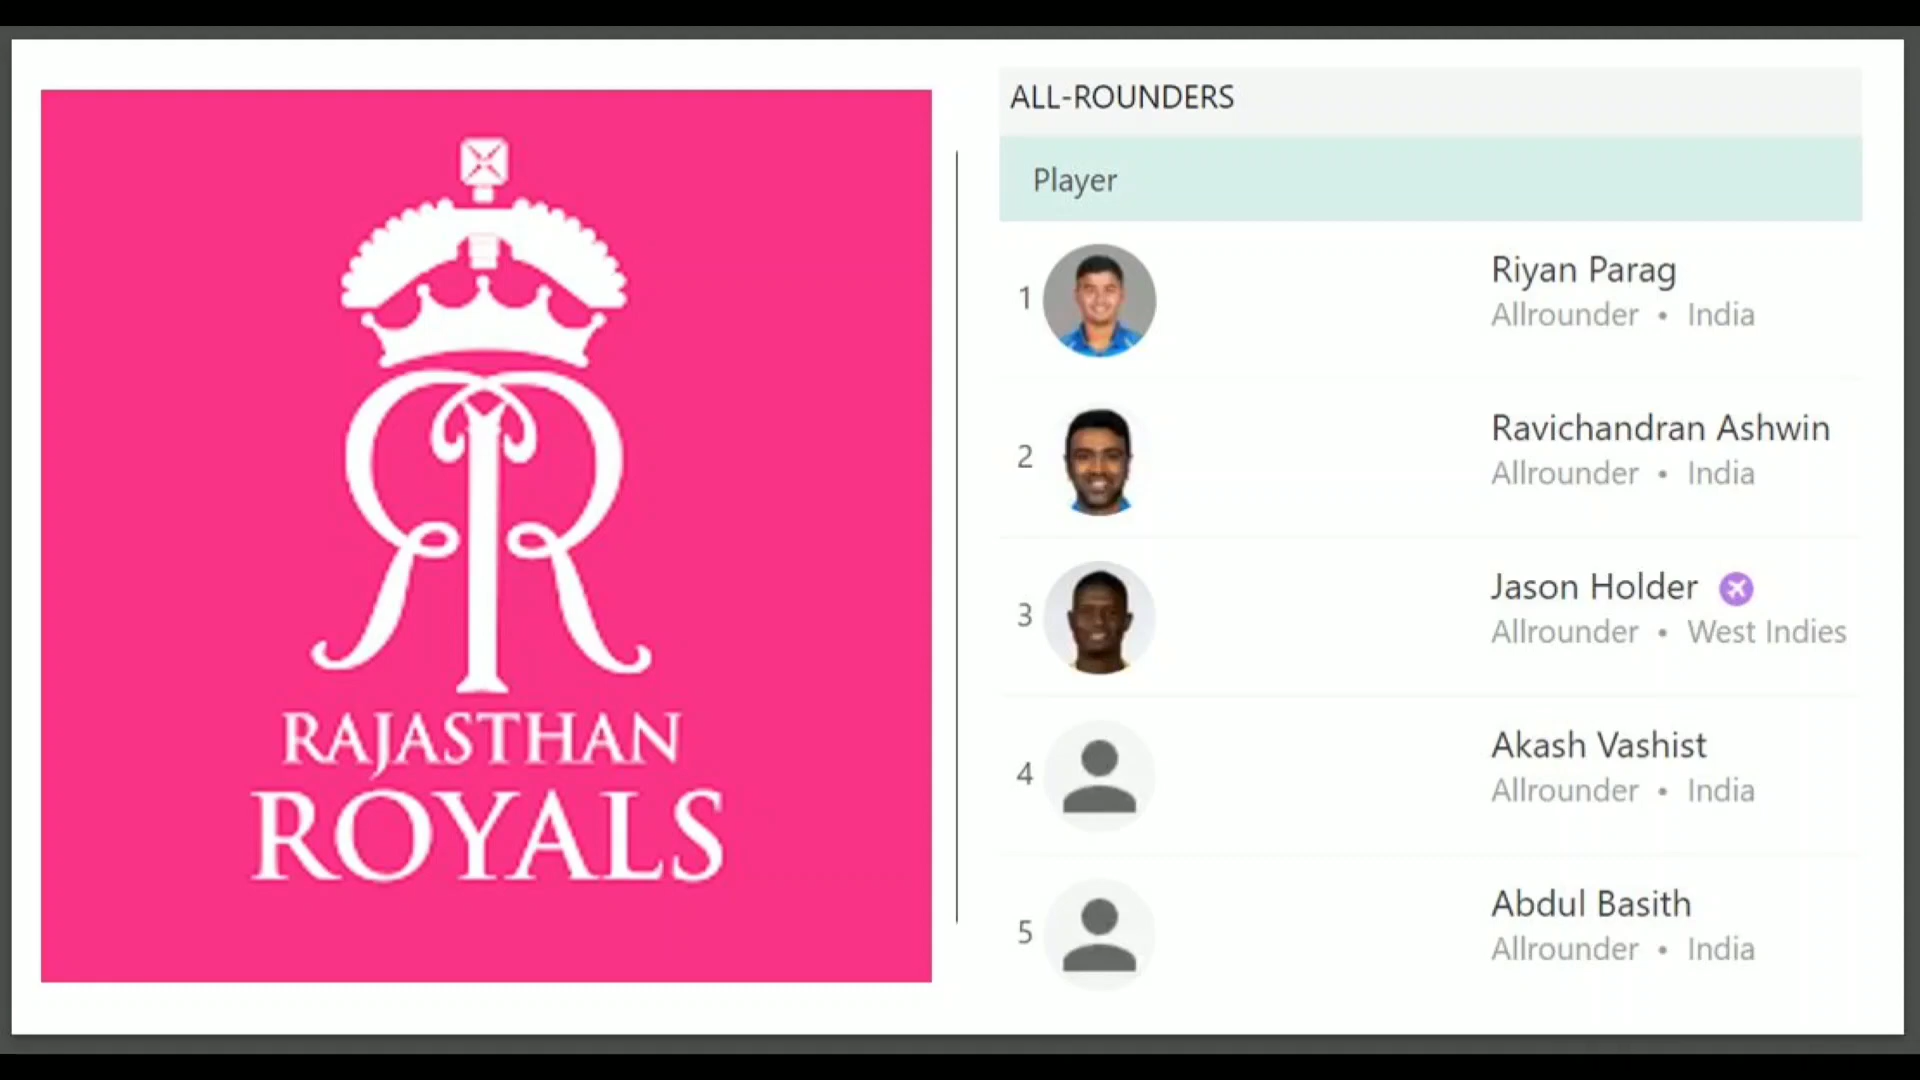 RAJASTHAN
ROYALS
ALL-ROUNDERS
Player
1
Riyan Parag
Allrounder • India
2
Ravichandran Ashwin
Allrounder • India
3
Jason Holder
Allrounder • West Indies
4
Akash Vashist
Allrounder • India
5
Abdul Basith
Allrounder • India